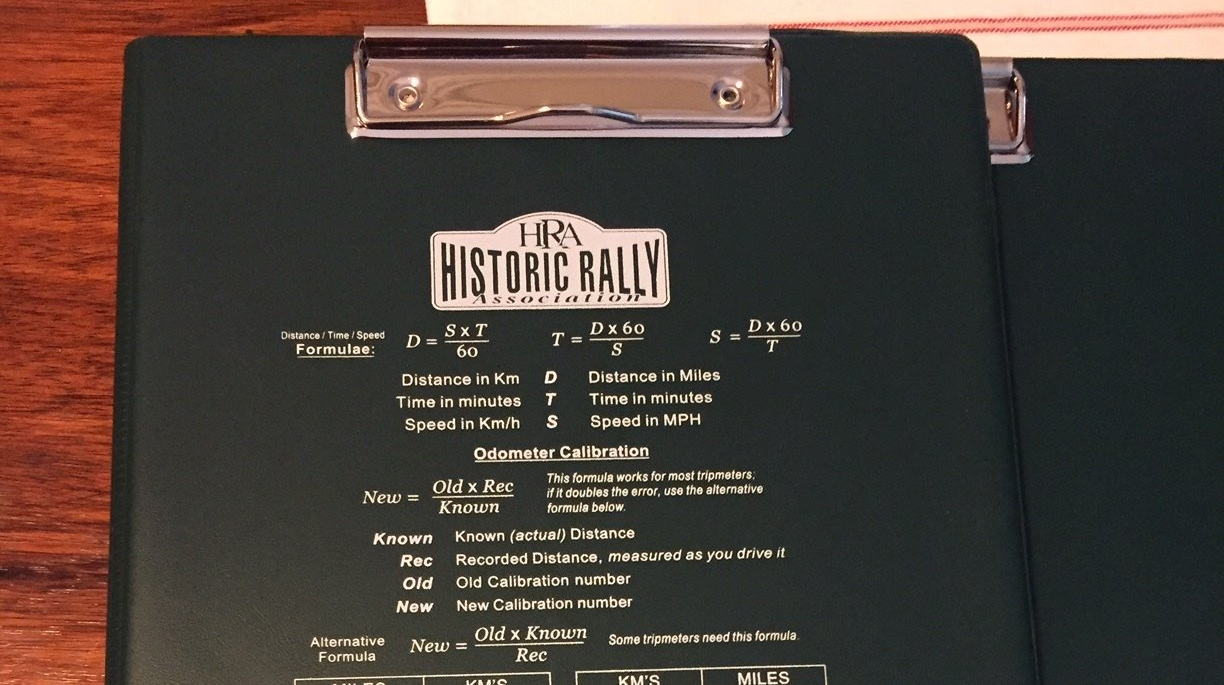 HRA
HISTORIC RALLY
Association
Distance / Time / Speed
Formulae:
D = S x T / 60
T = D x 60 / S
S = D x 60 / T
Distance in Km D Distance in Miles
Time in minutes T Time in minutes
Speed in Km/h S Speed in MPH
Odometer Calibration
New = Old x Rec / Known
This formula works for most tripmeters;
if it doubles the error, use the alternative
formula below.
Known Known (actual) Distance
Rec Recorded Distance, measured as you drive it
Old Old Calibration number
New New Calibration number
Alternative
Formula
New = Old x Known / Rec
Some tripmeters need this formula.
MILES KM'S KM'S MILES